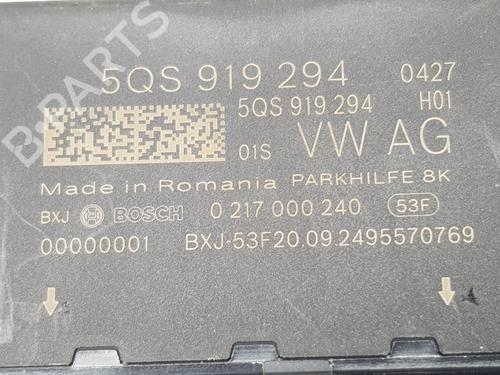 5QS 919 294 0427
5QS 919 294 H01
01S VW AG
Made in Romania PARKHILFE 8K
BXJ BOSCH 0 217 000 240 53F
00000001 BXJ-53F20.09.2495570769
B-PARTS